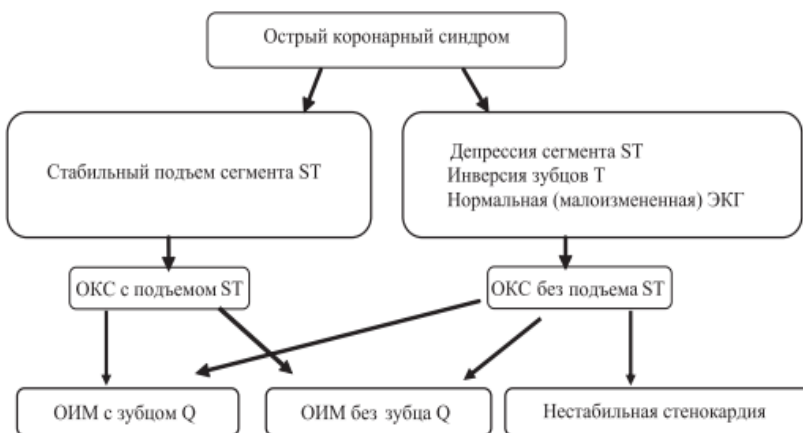 Острый коронарный синдром
Стабильный подъем сегмента ST
Депрессия сегмента ST
Инверсия зубцов Т
Нормальная (малоизмененная) ЭКГ
ОКС с подъемом ST
ОКС без подъема ST
ОИМ с зубцом Q
ОИМ без зубца Q
Нестабильная стенокардия